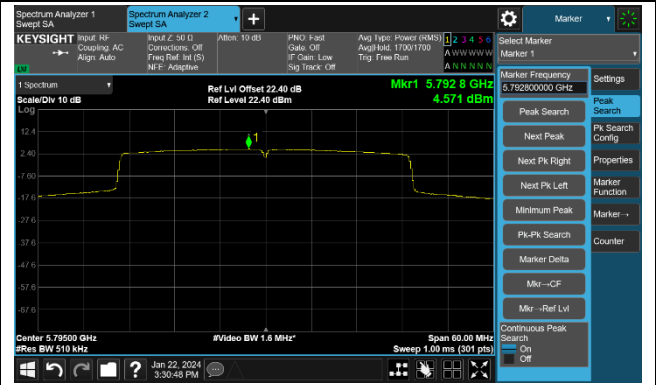 Spectrum Analyzer 1
Swept SA
Spectrum Analyzer 2
Swept SA
Marker
KEYSIGHT
Input: RF
Coupling: AC
Align: Auto
Input Z: 50 Ω
Corrections: Off
Freq Ref: Int (S)
NFE: Adaptive
Atten: 10 dB
PNO: Fast
Gate: Off
IF Gain: Low
Sig Track: Off
Avg Type: Power (RMS)
Avg|Hold: 1700/1700
Trig: Free Run
1 2 3 4 5 6
A W W W W W
A N N N N N
Select Marker
Marker 1
1 Spectrum
Scale/Div 10 dB
Log
Ref Lvl Offset 22.40 dB
Ref Level 22.40 dBm
Mkr1 5.792 8 GHz
4.571 dBm
12.4
2.40
-7.60
-17.6
-27.6
-37.6
-47.6
-57.6
-67.6
1
Center 5.79500 GHz
#Res BW 510 kHz
#Video BW 1.6 MHz*
Span 60.00 MHz
Sweep 1.00 ms (301 pts)
Marker Frequency
5.792800000 GHz
Peak Search
Next Peak
Next Pk Right
Next Pk Left
Minimum Peak
Pk-Pk Search
Marker Delta
Mkr→CF
Mkr→Ref Lvl
Continuous Peak
Search
On
Off
Settings
Peak
Search
Pk Search
Config
Properties
Marker
Function
Marker→
Counter
Jan 22, 2024
3:30:48 PM